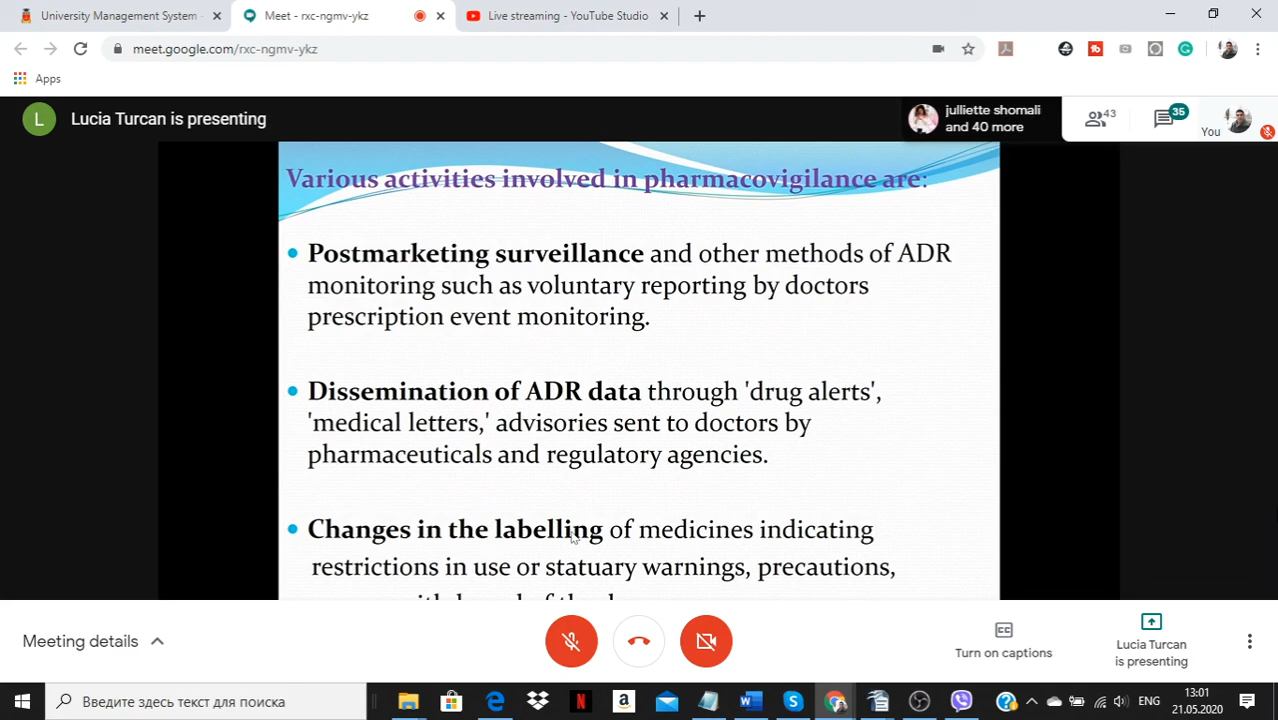 University Management System -
Meet - rxc-ngmv-ykz
Live streaming - YouTube Studio
meet.google.com/rxc-ngmv-ykz
Apps
L
Lucia Turcan is presenting
julliette shomali
and 40 more
43
35
You
Various activities involved in pharmacovigilance are:
• Postmarketing surveillance and other methods of ADR
monitoring such as voluntary reporting by doctors
prescription event monitoring.
• Dissemination of ADR data through 'drug alerts',
'medical letters,' advisories sent to doctors by
pharmaceuticals and regulatory agencies.
• Changes in the labelling of medicines indicating
restrictions in use or statuary warnings, precautions,
Meeting details
Turn on captions
Lucia Turcan
is presenting
Введите здесь текст для поиска
ENG
13:01
21.05.2020